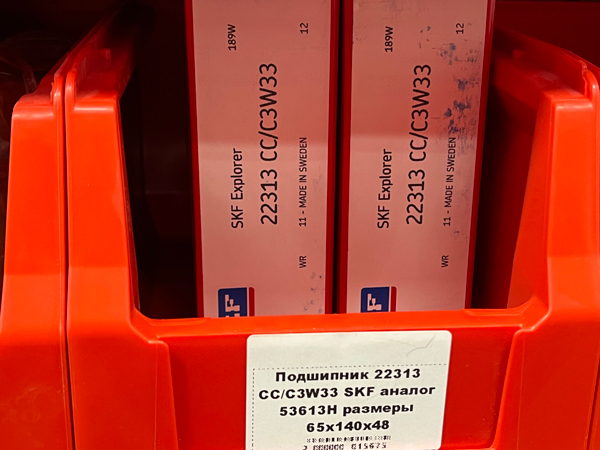 189W
12
SKF Explorer
22313 CC/C3W33
11 - MADE IN SWEDEN
WR
189W
12
SKF Explorer
22313 CC/C3W33
11 - MADE IN SWEDEN
WR
Подшипник 22313
CC/C3W33 SKF аналог
53613H размеры
65x140x48